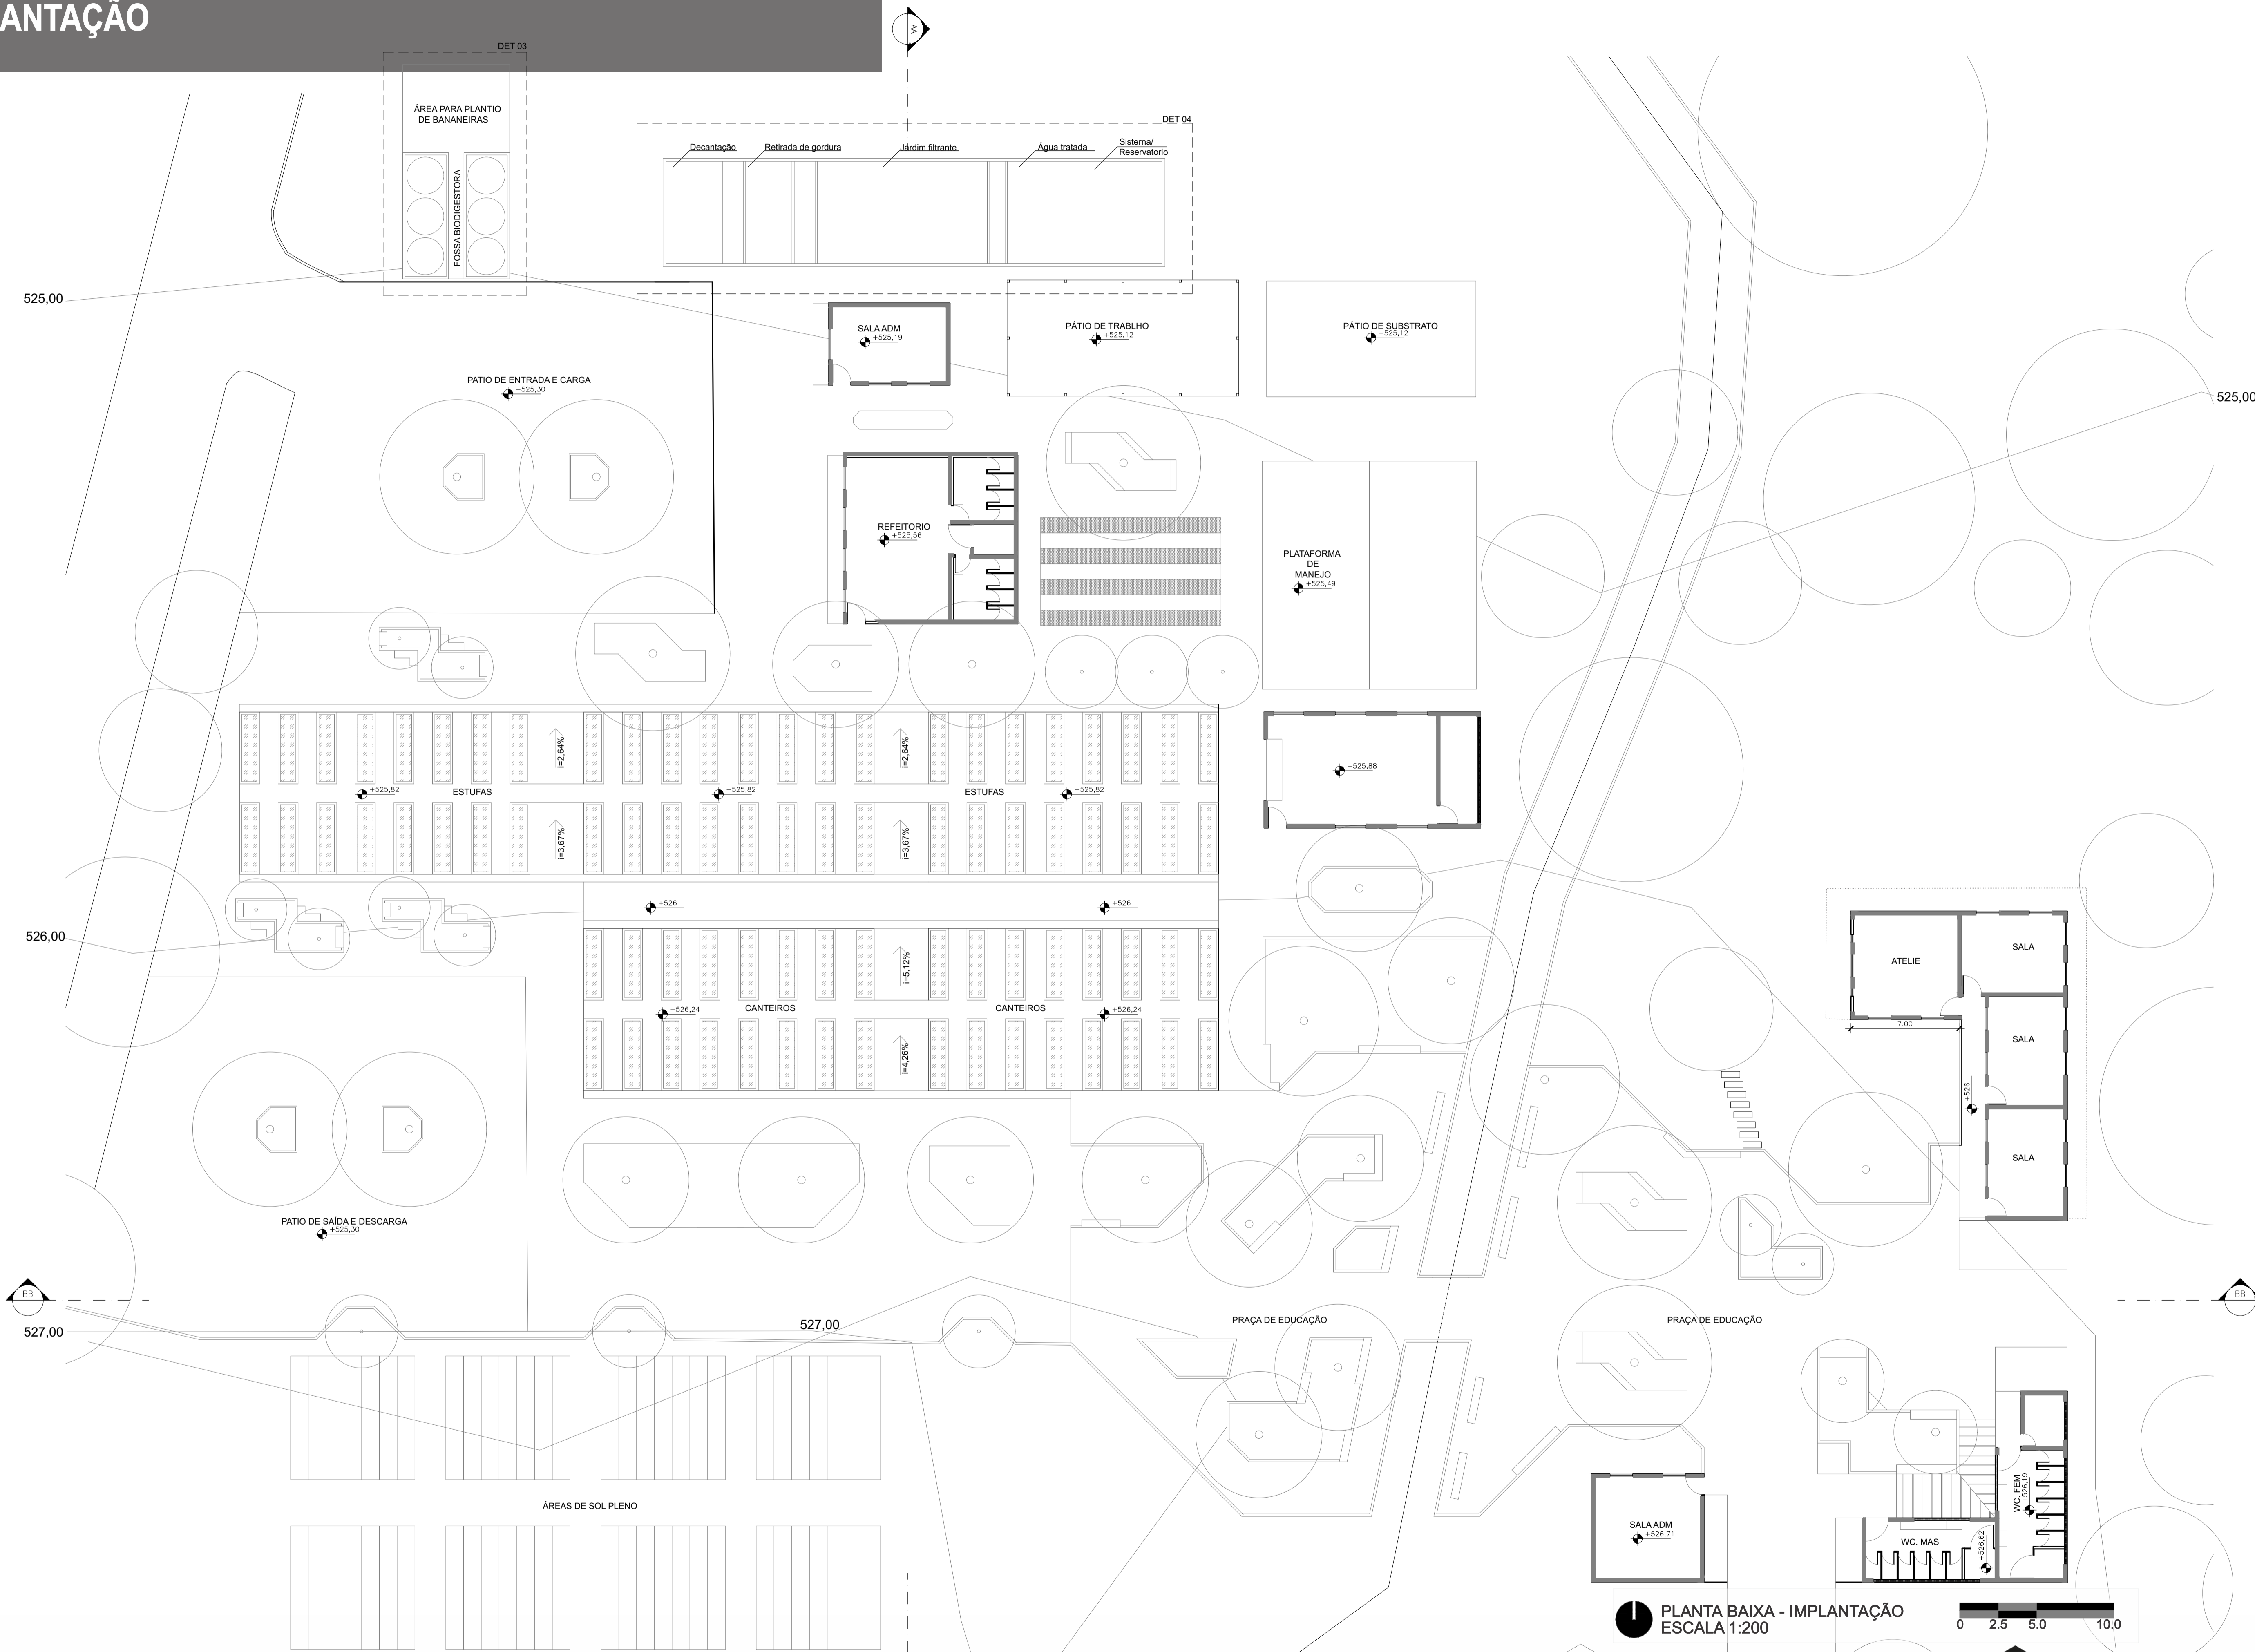 ANTAÇÃO
AA
DET 03
ÁREA PARA PLANTIO
DE BANANEIRAS
FOSSA BIODIGESTORA
DET 04
Decantação
Retirada de gordura
Járdim filtrante
Água tratada
Sisterna/
Reservatorio
525,00
SALA ADM
+525,19
PÁTIO DE TRABLHO
+525,12
PÁTIO DE SUBSTRATO
+525,12
PATIO DE ENTRADA E CARGA
+525,30
525,00
REFEITORIO
+525,56
PLATAFORMA
DE
MANEJO
+525,49
i=2,64%
i=2,64%
+525,88
+525,82
ESTUFAS
+525,82
ESTUFAS
+525,82
i=3,67%
i=3,67%
+526
+526
526,00
ATELIE
SALA
i=5,12%
+526,24
CANTEIROS
CANTEIROS
+526,24
7,00
SALA
i=4,26%
+526
SALA
PATIO DE SAÍDA E DESCARGA
+525,30
BB
BB
527,00
527,00
PRAÇA DE EDUCAÇÃO
PRAÇA DE EDUCAÇÃO
ÁREAS DE SOL PLENO
WC. FEM
+526,19
SALA ADM
+526,71
WC. MAS
+526,62
PLANTA BAIXA - IMPLANTAÇÃO
ESCALA 1:200
0 2.5 5.0 10.0